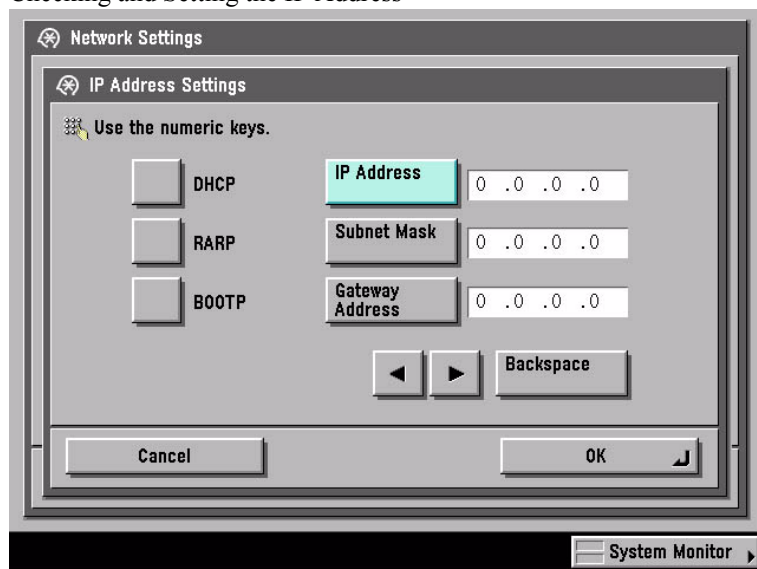 Checking and Setting the IP Address
Network Settings
IP Address Settings
Use the numeric keys.
DHCP
IP Address
0 .0 .0 .0
RARP
Subnet Mask
0 .0 .0 .0
BOOTP
Gateway
Address
0 .0 .0 .0
Backspace
Cancel
OK
System Monitor